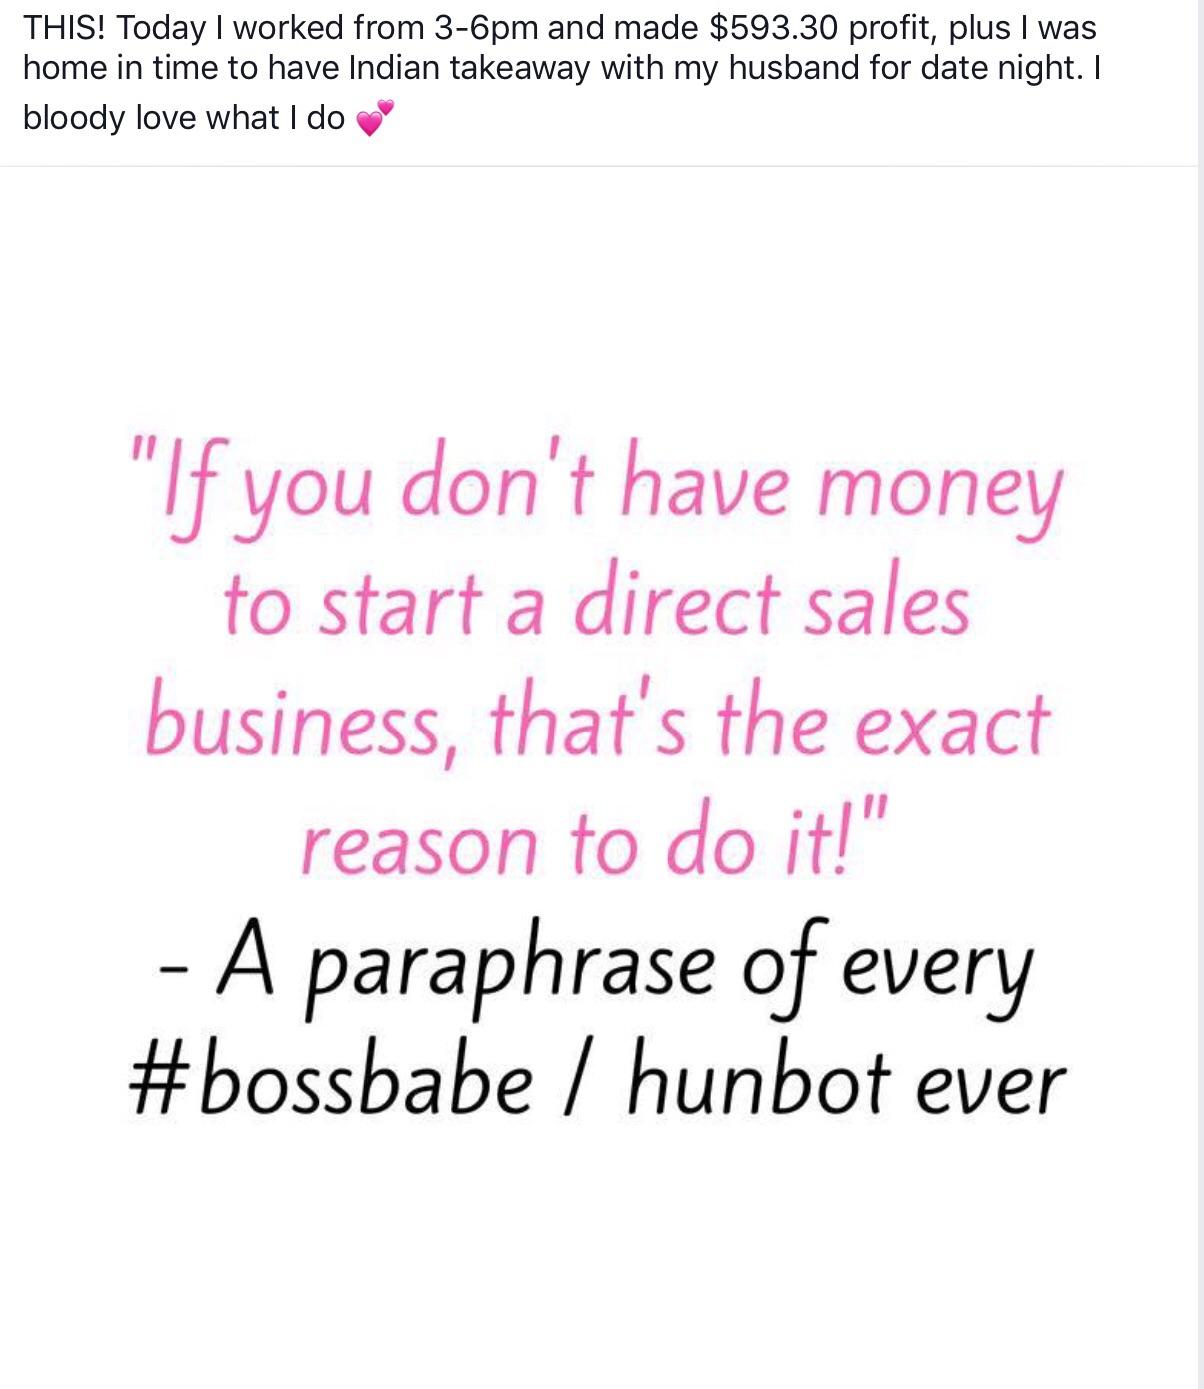 THIS! Today I worked from 3-6pm and made $593.30 profit, plus I was
home in time to have Indian takeaway with my husband for date night. I
bloody love what I do 💕
"If you don't have money
to start a direct sales
business, that's the exact
reason to do it!"
- A paraphrase of every
#bossbabe / hunbot ever